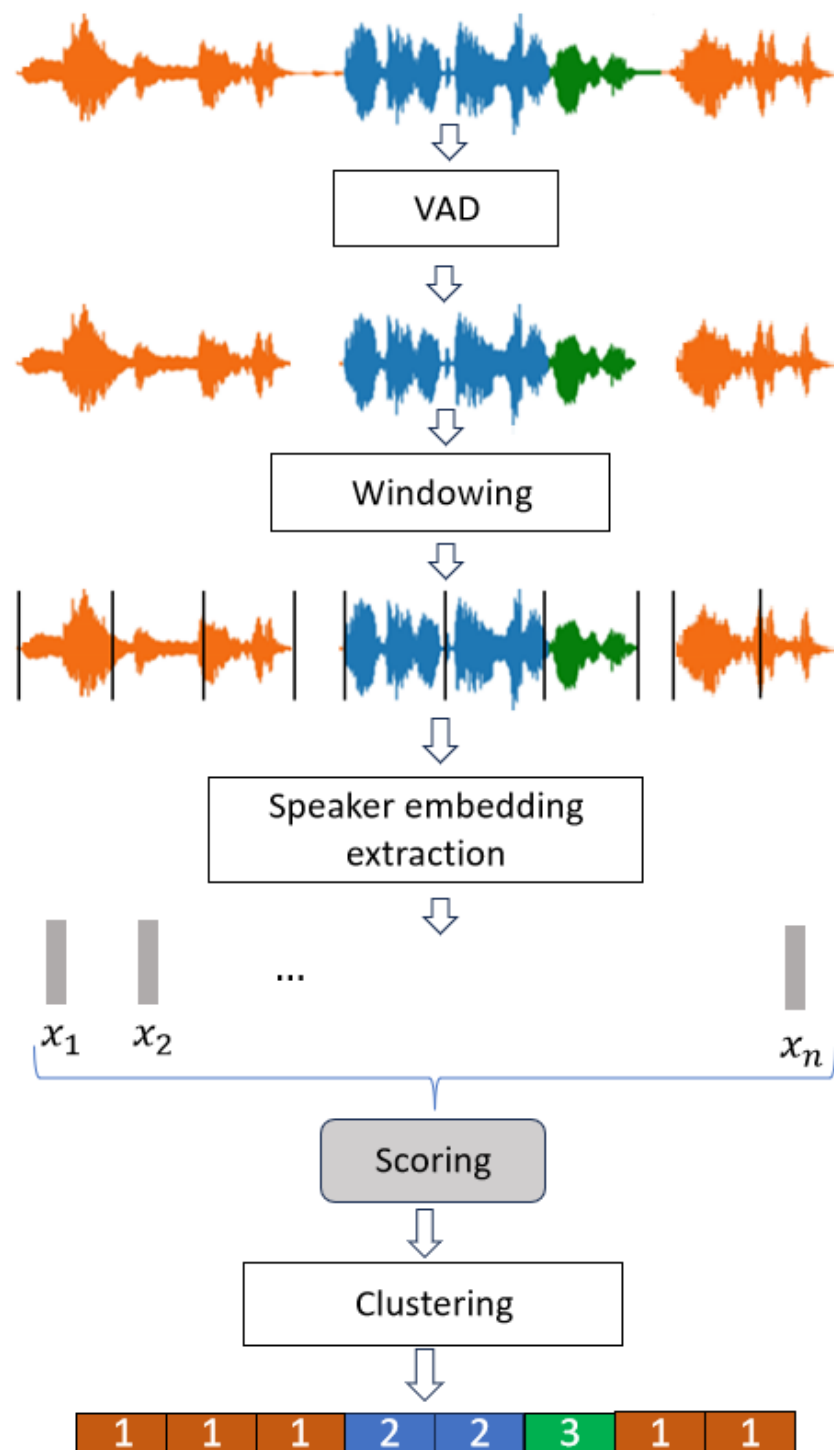 VAD
Windowing
Speaker embedding
extraction
...
x₁ x₂ xₙ
Scoring
Clustering
1 1 1 2 2 3 1 1